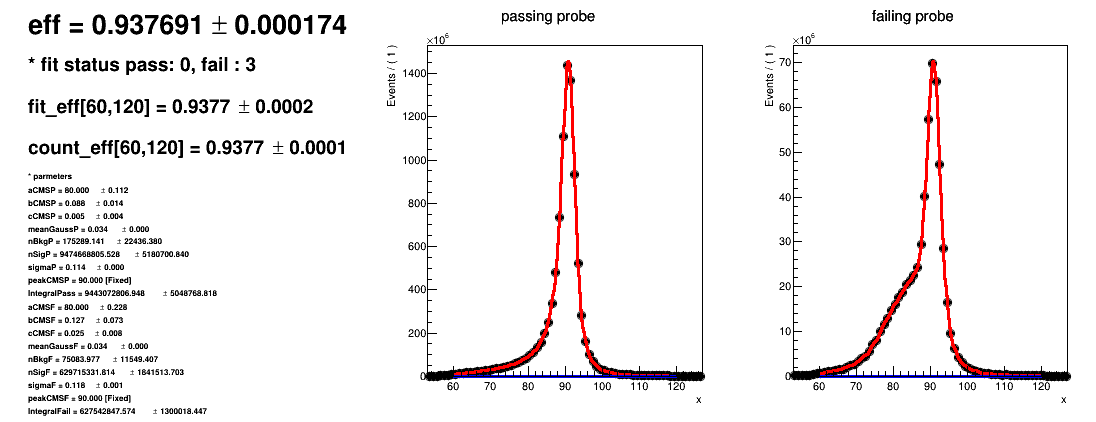 eff = 0.937691 ± 0.000174
* fit status pass: 0, fail : 3
fit_eff[60,120] = 0.9377 ± 0.0002
count_eff[60,120] = 0.9377 ± 0.0001
* parmeters
aCMSP = 80.000 ± 0.112
bCMSP = 0.088 ± 0.014
cCMSP = 0.005 ± 0.004
meanGaussP = 0.034 ± 0.000
nBkgP = 175289.141 ± 22436.380
nSigP = 9474668805.528 ± 5180700.840
sigmaP = 0.114 ± 0.000
peakCMSP = 90.000 [Fixed]
IntegralPass = 9443072806.948 ± 5048768.818
aCMSF = 80.000 ± 0.228
bCMSF = 0.127 ± 0.073
cCMSF = 0.025 ± 0.008
meanGaussF = 0.034 ± 0.000
nBkgF = 75083.977 ± 11549.407
nSigF = 629715331.814 ± 1841513.703
sigmaF = 0.118 ± 0.001
peakCMSF = 90.000 [Fixed]
IntegralFail = 627542847.574 ± 1300018.447
passing probe
×10⁶
Events / ( 1 )
1400
1200
1000
800
600
400
200
0
60 70 80 90 100 110 120
x
failing probe
×10⁶
Events / ( 1 )
70
60
50
40
30
20
10
0
60 70 80 90 100 110 120
x